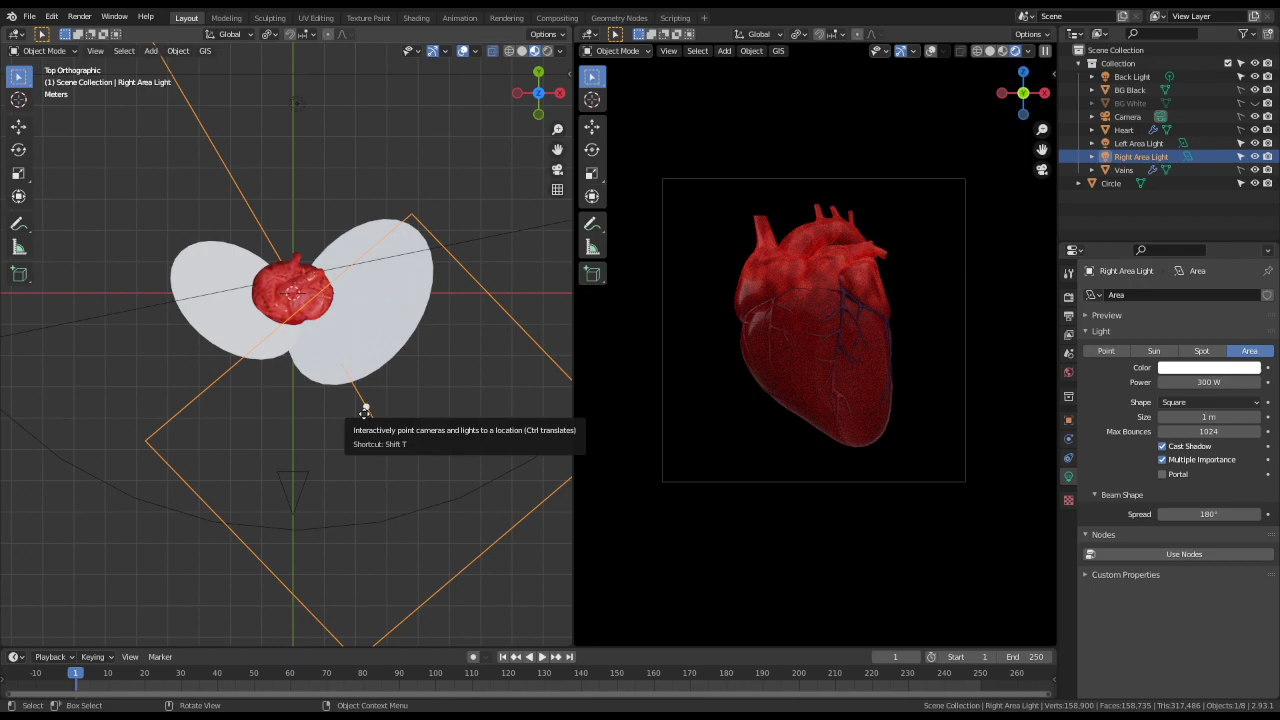 File Edit Render Window Help Layout Modeling Sculpting UV Editing Texture Paint Shading Animation Rendering Compositing Geometry Nodes Scripting + Scene View Layer
Global Options Global Options
Object Mode View Select Add Object GIS Object Mode View Select Add Object GIS
Top Orthographic
(1) Scene Collection | Right Area Light
Meters
Y
Z
X
Z
Y
X
Interactively point cameras and lights to a location (Ctrl translates)
Shortcut: Shift T
Scene Collection
Collection
Back Light
BG Black
BG White
Camera
Heart
Left Area Light
Right Area Light
Vains
Circle
Right Area Light Area
Area
Preview
Light
Point Sun Spot Area
Color
Power 300 W
Shape Square
Size 1 m
Max Bounces 1024
Cast Shadow
Multiple Importance
Portal
Beam Shape
Spread 180°
Nodes
Use Nodes
Custom Properties
Playback Keying View Marker 1 Start 1 End 250
-10 1 10 20 30 40 50 60 70 80 90 100 110 120 130 140 150 160 170 180 190 200 210 220 230 240 250 260
Select Box Select Rotate View Object Context Menu Scene Collection | Right Area Light | Verts:158,900 | Faces:158,735 | Tris:317,486 | Objects:1/8 | 2.93.1